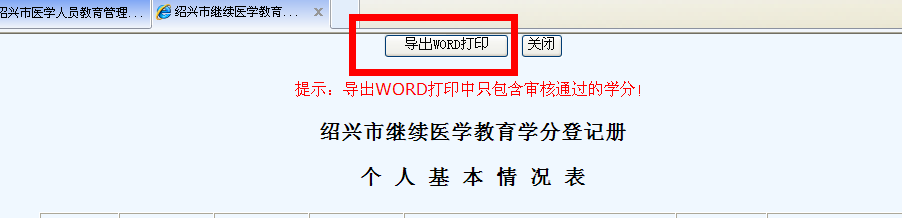 绍兴市医学人员教育管理... 绍兴市继续医学教育... ×
导出WORD打印 关闭
提示：导出WORD打印中只包含审核通过的学分！
绍兴市继续医学教育学分登记册
个 人 基 本 情 况 表